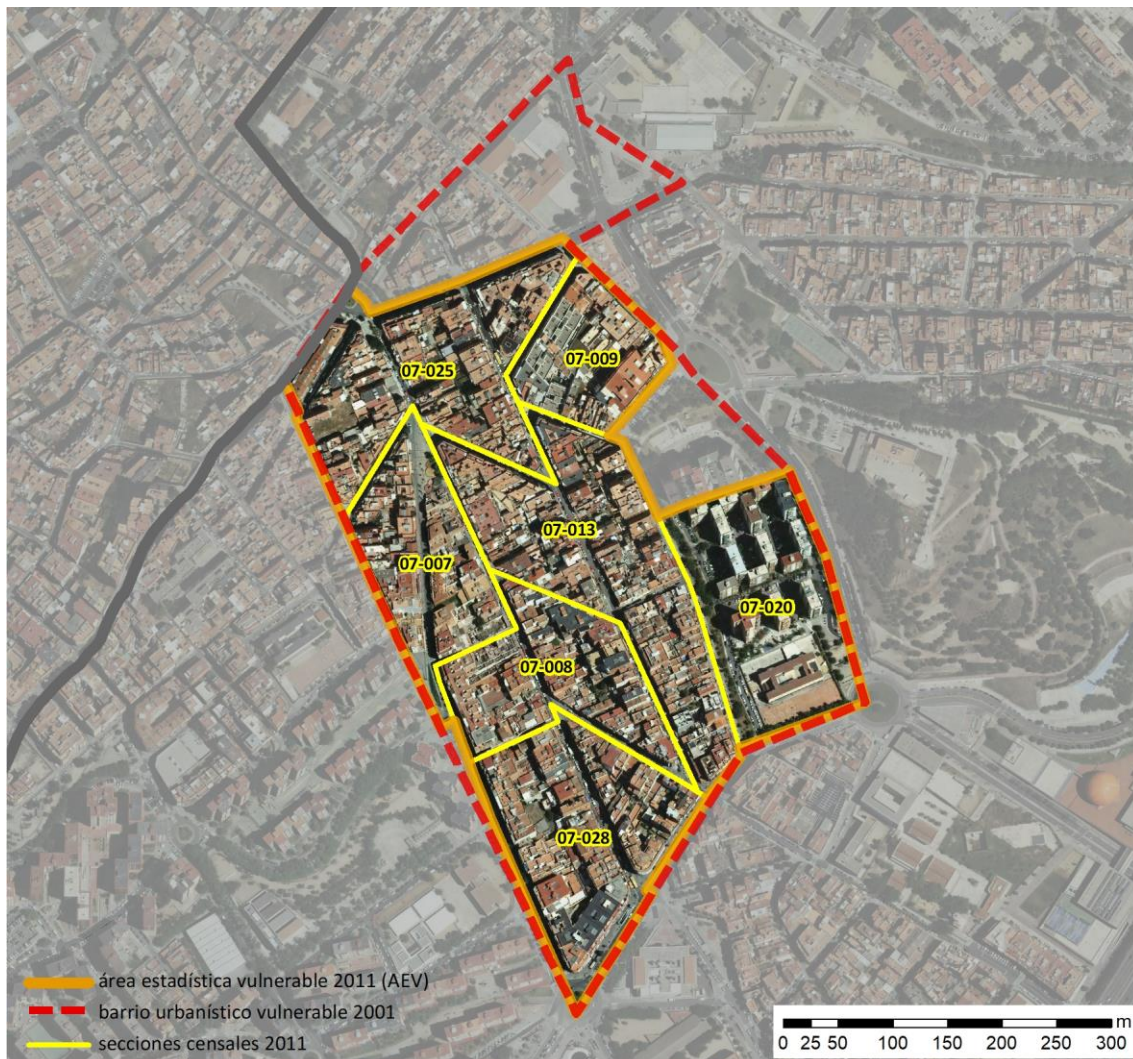 07-009
07-025
07-013
07-007
07-020
07-008
07-028
área estadística vulnerable 2011 (AEV)
barrio urbanístico vulnerable 2001
secciones censales 2011
m
0 25 50 100 150 200 250 300